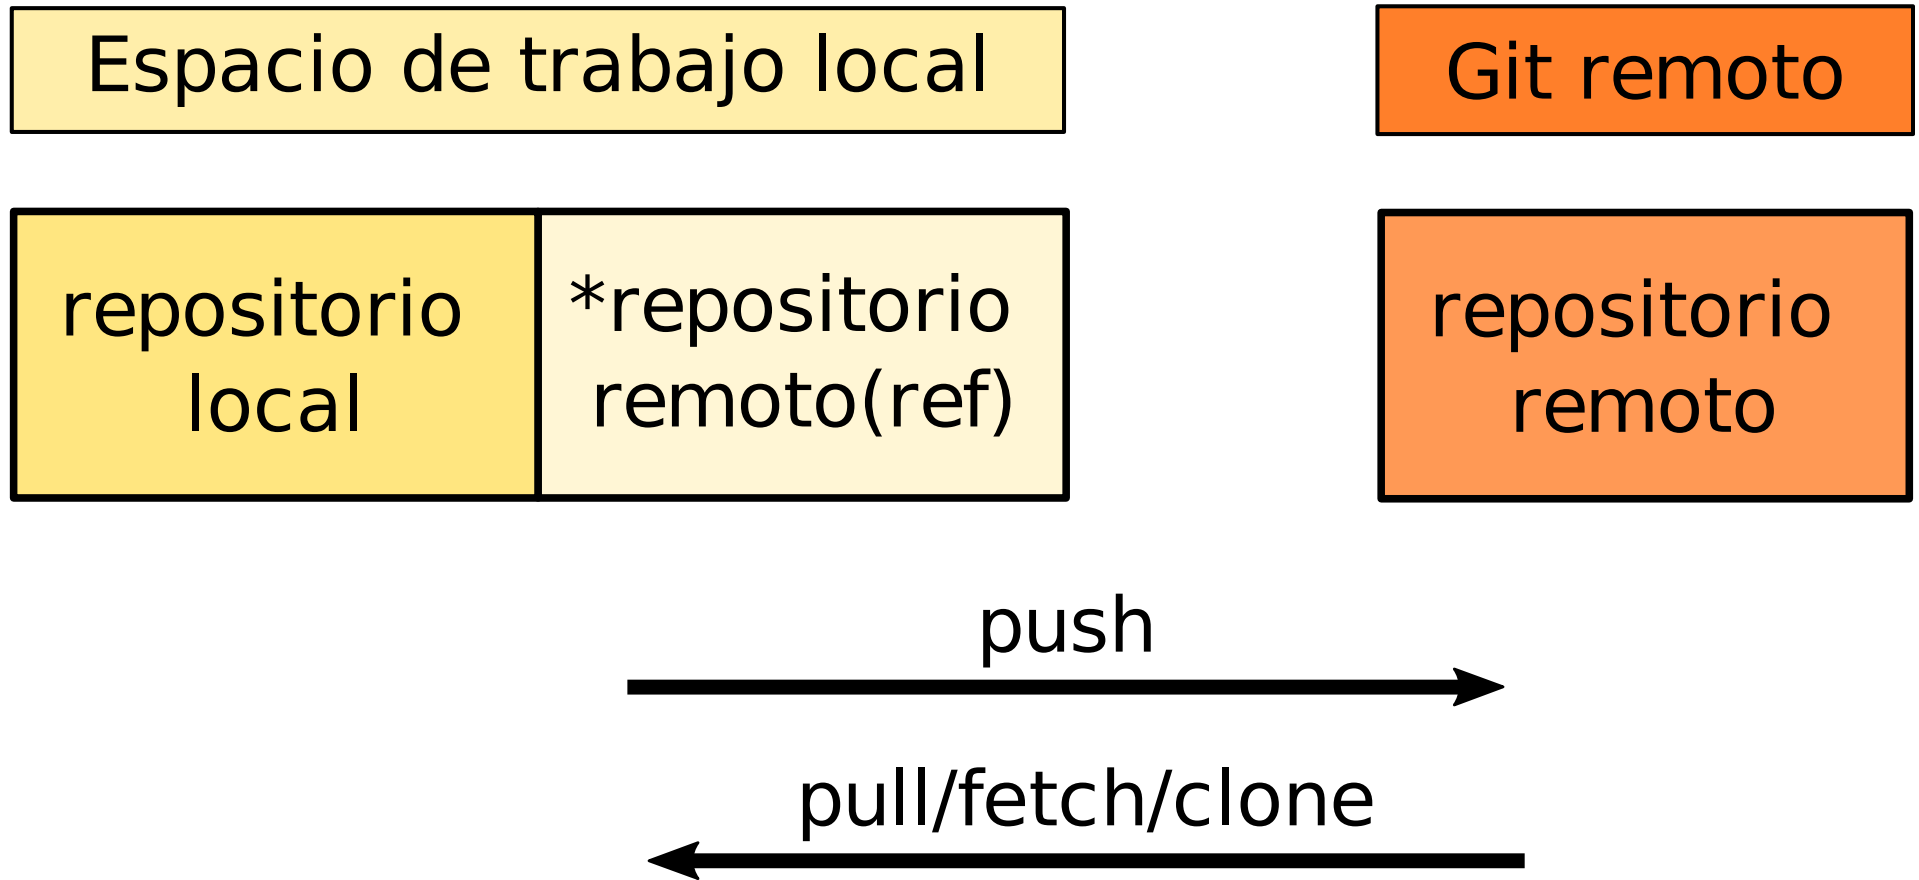 Espacio de trabajo local
Git remoto
repositorio
local
*repositorio
remoto(ref)
repositorio
remoto
push
pull/fetch/clone